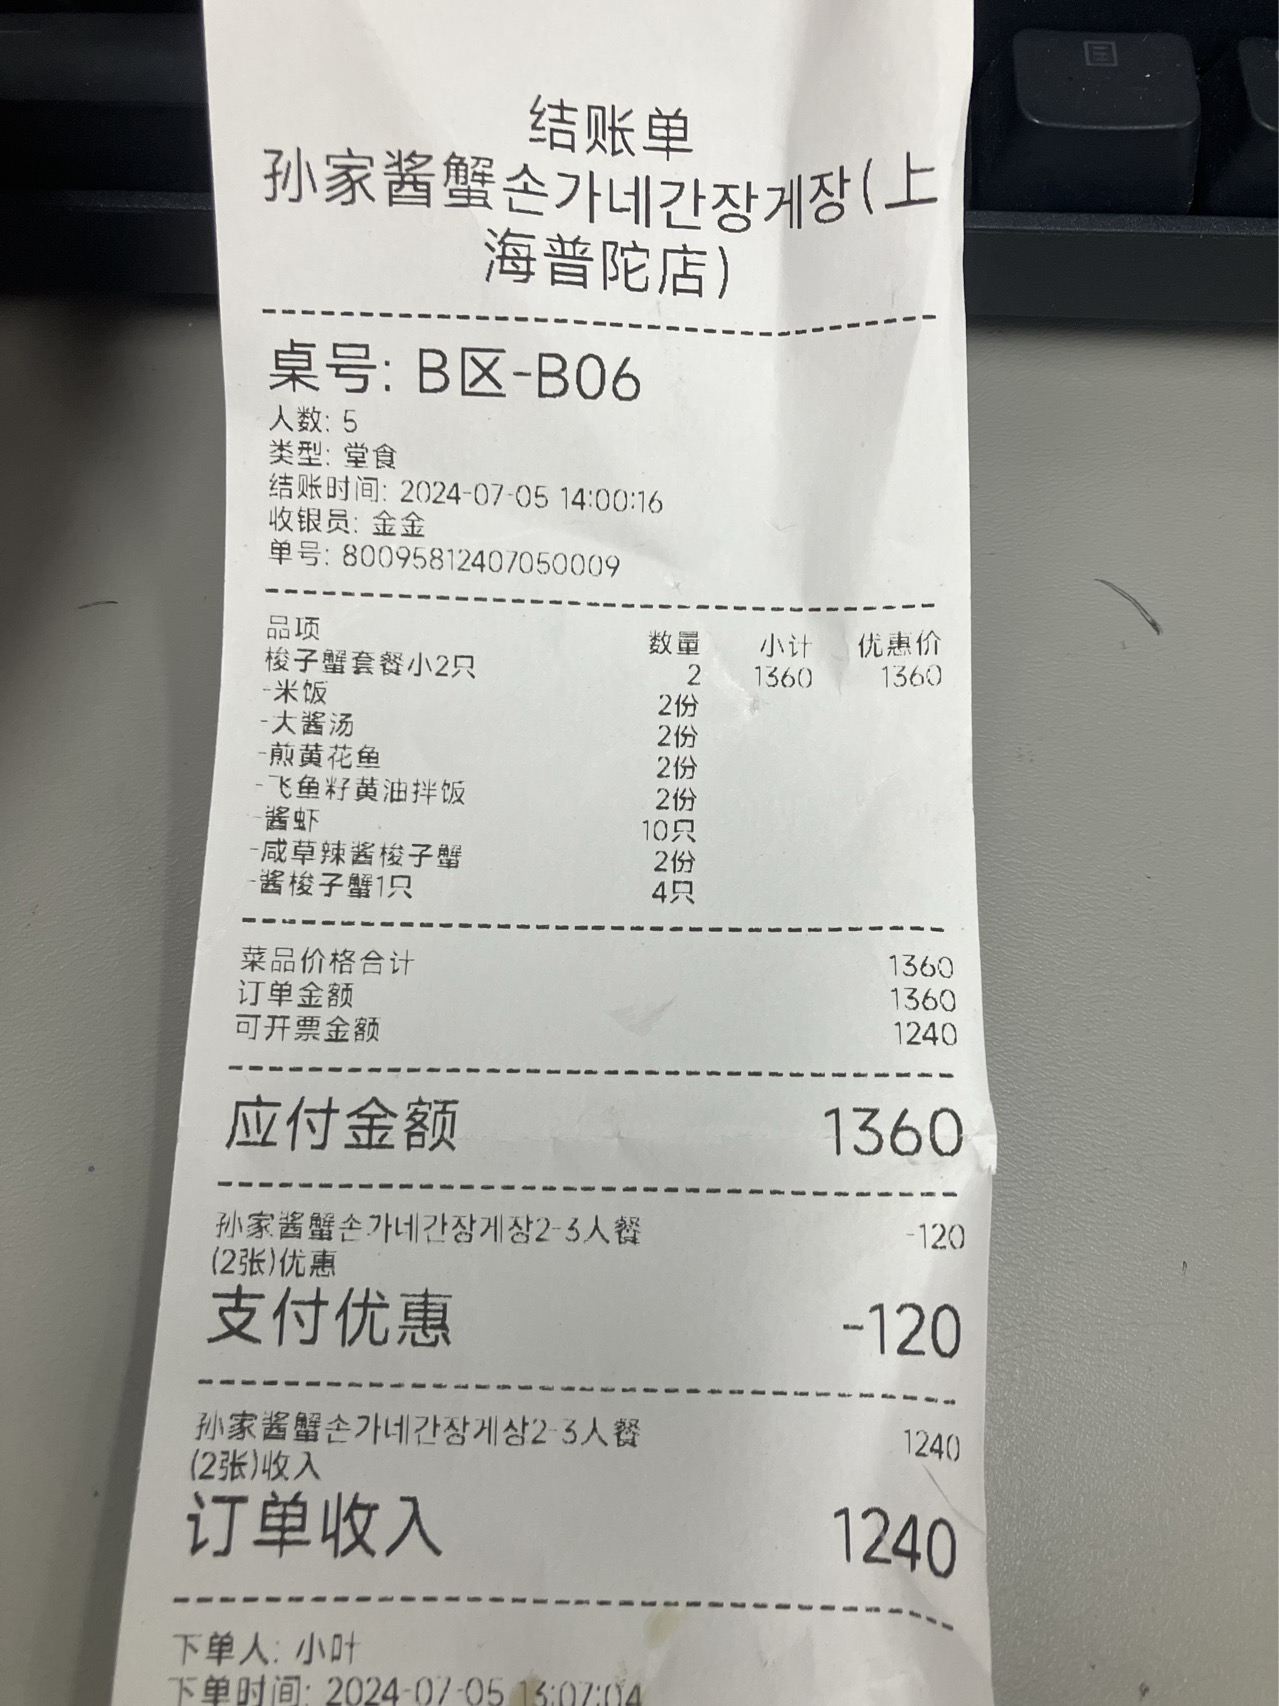 结账单
孙家酱蟹손가네간장게장(上
海普陀店)
桌号: B区-B06
人数: 5
类型: 堂食
结账时间: 2024-07-05 14:00:16
收银员: 金金
单号: 80095812407050009
品项 数量 小计 优惠价
梭子蟹套餐小2只 2 1360 1360
-米饭 2份
-大酱汤 2份
-煎黄花鱼 2份
-飞鱼籽黄油拌饭 2份
-酱虾 10只
-咸草辣酱梭子蟹 2份
-酱梭子蟹1只 4只
菜品价格合计 1360
订单金额 1360
可开票金额 1240
应付金额 1360
孙家酱蟹손가네간장게장2-3人餐 -120
(2张)优惠
支付优惠 -120
孙家酱蟹손가네간장게장2-3人餐 1240
(2张)收入
订单收入 1240
下单人: 小叶
下单时间: 2024-07-05 13:07:04